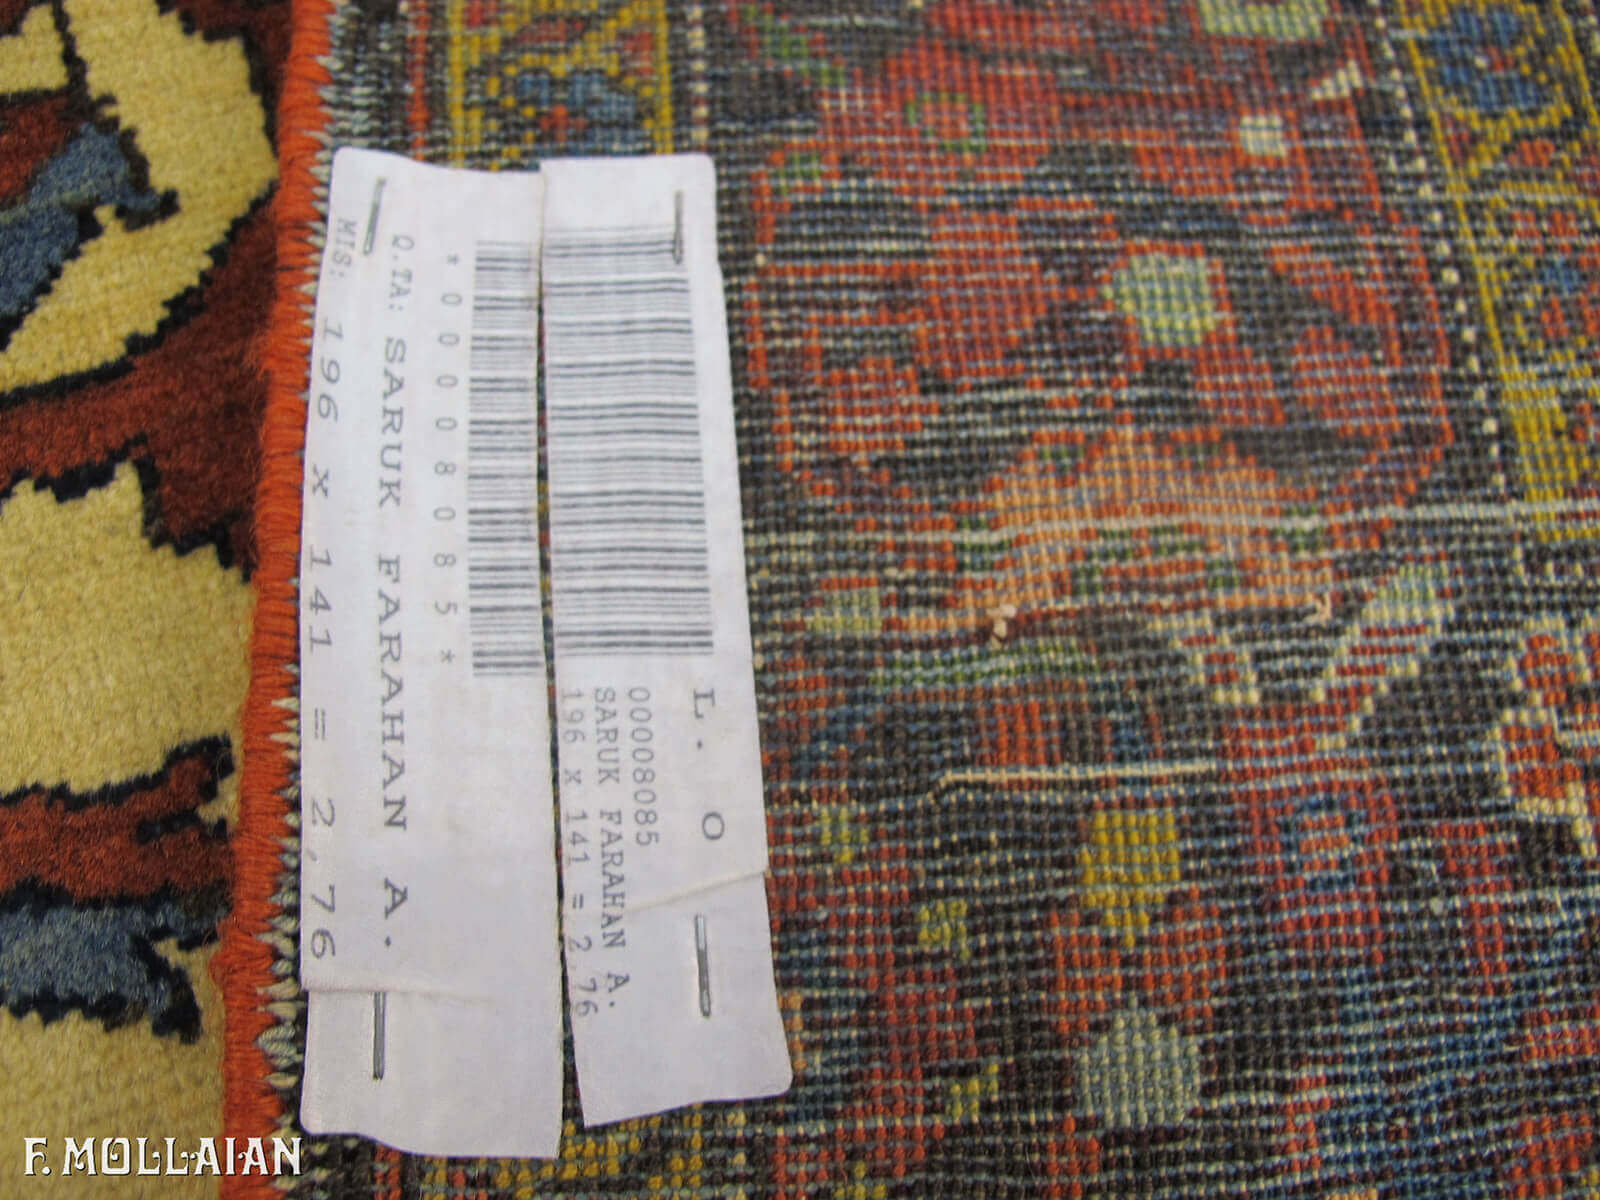 L. O
00008085
SARUK FARAHAN A.
196 x 141 = 2,76
*00008085*
Q.TA: SARUK FARAHAN A.
MIS: 196 x 141 = 2,76
F. MOLLAIAN